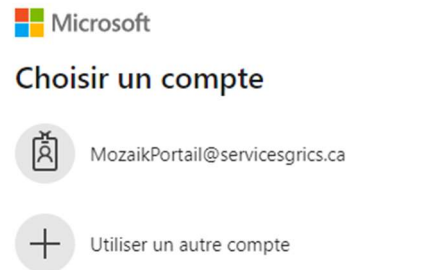 Microsoft
Choisir un compte
MozaikPortail@servicesgrics.ca
Utiliser un autre compte